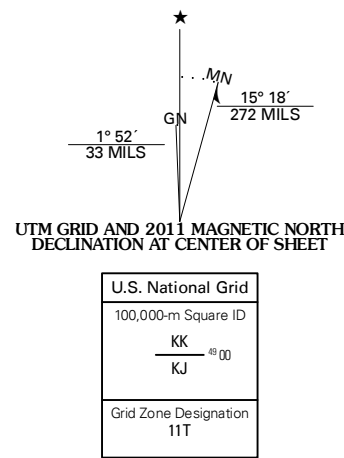 MN
15° 18´
272 MILS
GN
1° 52´
33 MILS
UTM GRID AND 2011 MAGNETIC NORTH
DECLINATION AT CENTER OF SHEET
U.S. National Grid
100,000-m Square ID
KK
49 00
KJ
Grid Zone Designation
11T